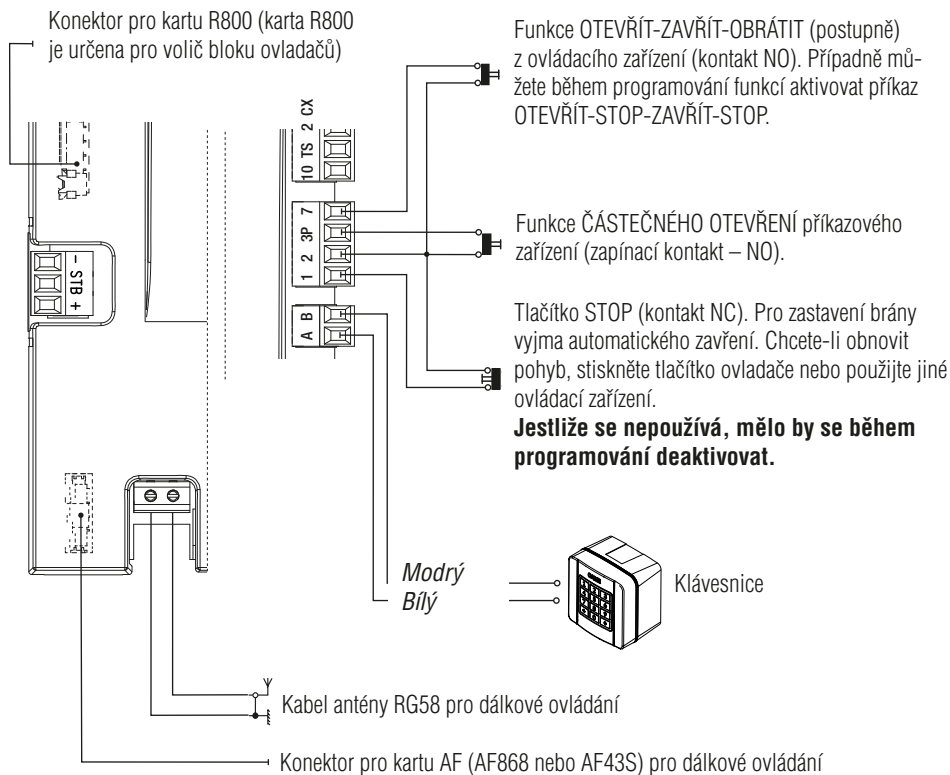 Konektor pro kartu R800 (karta R800
je určena pro volič bloku ovladačů)
Funkce OTEVŘÍT-ZAVŘÍT-OBRÁTIT (postupně)
z ovládacího zařízení (kontakt NO). Případně mů-
žete během programování funkcí aktivovat příkaz
OTEVŘÍT-STOP-ZAVŘÍT-STOP.
10 TS 2 CX
1 2 3P 7
A B
- STB +
Funkce ČÁSTEČNÉHO OTEVŘENÍ příkazového
zařízení (zapínací kontakt – NO).
Tlačítko STOP (kontakt NC). Pro zastavení brány
vyjma automatického zavření. Chcete-li obnovit
pohyb, stiskněte tlačítko ovladače nebo použijte jiné
ovládací zařízení.
Jestliže se nepoužívá, mělo by se během
programování deaktivovat.
Modrý
Bílý
Klávesnice
Kabel antény RG58 pro dálkové ovládání
Konektor pro kartu AF (AF868 nebo AF43S) pro dálkové ovládání